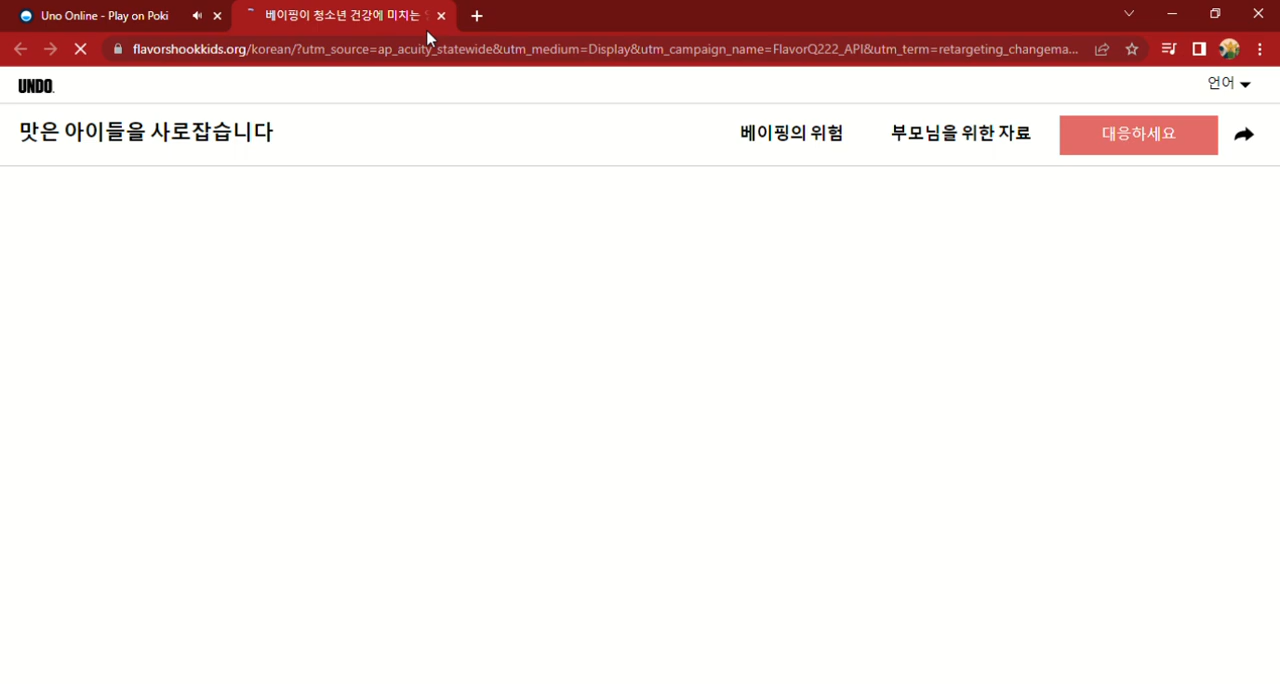 Uno Online - Play on Poki
베이핑이 청소년 건강에 미치는
flavorshookkids.org/korean/?utm_source=ap_acuity_statewide&utm_medium=Display&utm_campaign_name=FlavorQ222_API&utm_term=retargeting_changema...
UNDO.
언어
맛은 아이들을 사로잡습니다
베이핑의 위험
부모님을 위한 자료
대응하세요